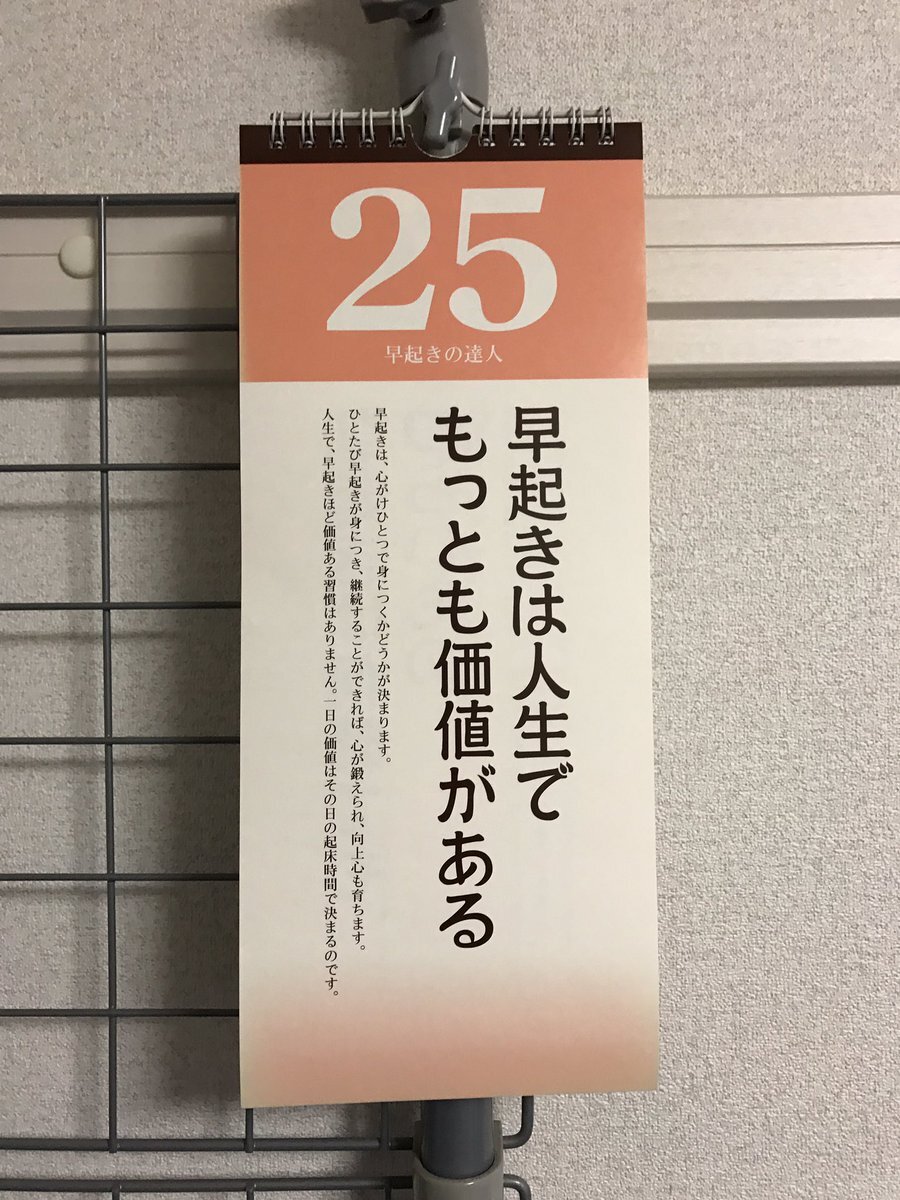 25
早起きの達人
早起きは人生で
もっとも価値がある
早起きは、心がけひとつで身につくかどうかが決まります。
ひとたび早起きが身につき、継続することができれば、心が鍛えられ、向上心も育ちます。
人生で、早起きほど価値ある習慣はありません。一日の価値はその日の起床時間で決まるのです。